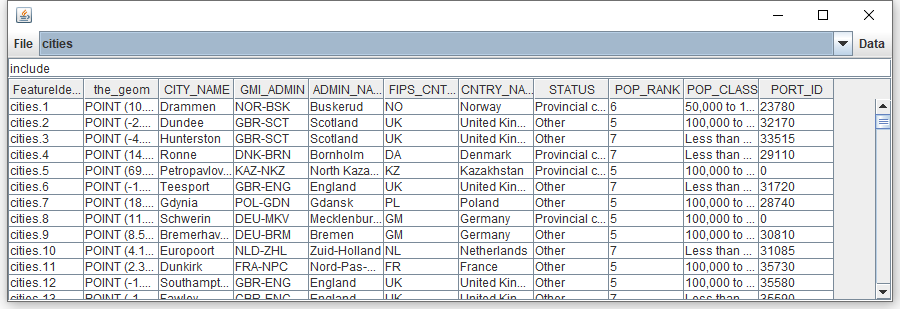 File cities Data
include
FeatureIde... the_geom CITY_NAME GMI_ADMIN ADMIN_NA... FIPS_CNT... CNTRY_NA... STATUS POP_RANK POP_CLASS PORT_ID
cities.1 POINT (10.... Drammen NOR-BSK Buskerud NO Norway Provincial c... 6 50,000 to 1... 23780
cities.2 POINT (-2.... Dundee GBR-SCT Scotland UK United Kin... Other 5 100,000 to ... 32170
cities.3 POINT (-4.... Hunterston GBR-SCT Scotland UK United Kin... Other 7 Less than ... 33515
cities.4 POINT (14.... Ronne DNK-BRN Bornholm DA Denmark Provincial c... 7 Less than ... 29110
cities.5 POINT (69.... Petropavlov... KAZ-NKZ North Kaza... KZ Kazakhstan Provincial c... 5 100,000 to ... 0
cities.6 POINT (-1.... Teesport GBR-ENG England UK United Kin... Other 7 Less than ... 31720
cities.7 POINT (18.... Gdynia POL-GDN Gdansk PL Poland Other 5 100,000 to ... 28740
cities.8 POINT (11.... Schwerin DEU-MKV Mecklenbur... GM Germany Provincial c... 5 100,000 to ... 0
cities.9 POINT (8.5... Bremerhav... DEU-BRM Bremen GM Germany Other 5 100,000 to ... 30810
cities.10 POINT (4.1... Europoort NLD-ZHL Zuid-Holland NL Netherlands Other 7 Less than ... 31085
cities.11 POINT (2.3... Dunkirk FRA-NPC Nord-Pas-... FR France Other 5 100,000 to ... 35730
cities.12 POINT (-1.... Southampt... GBR-ENG England UK United Kin... Other 5 100,000 to ... 35580
cities.13 POINT (-1.... Fawley GBR-ENG England UK United Kin... Other 7 Less than ... 35590